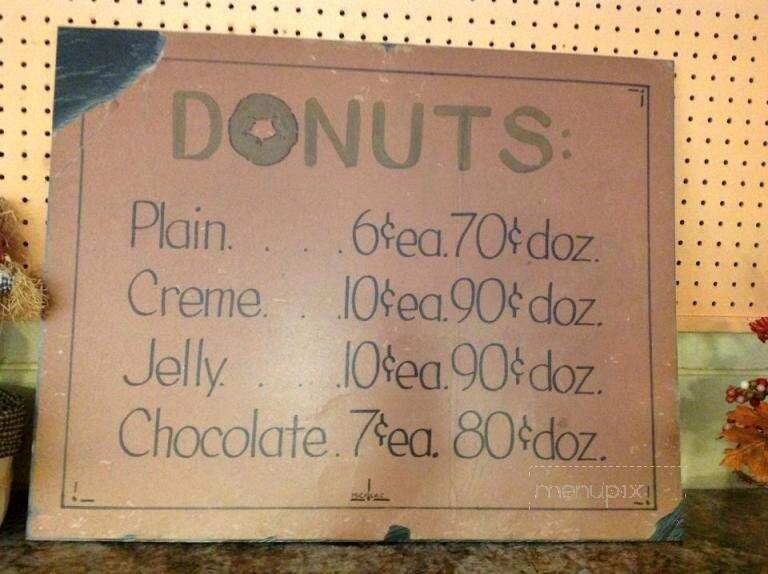 DONUTS:
Plain. . . . .6¢ea.70¢doz.
Creme. . . .10¢ea.90¢doz.
Jelly. . . . .10¢ea.90¢doz.
Chocolate.7¢ea. 80¢doz.
menupix